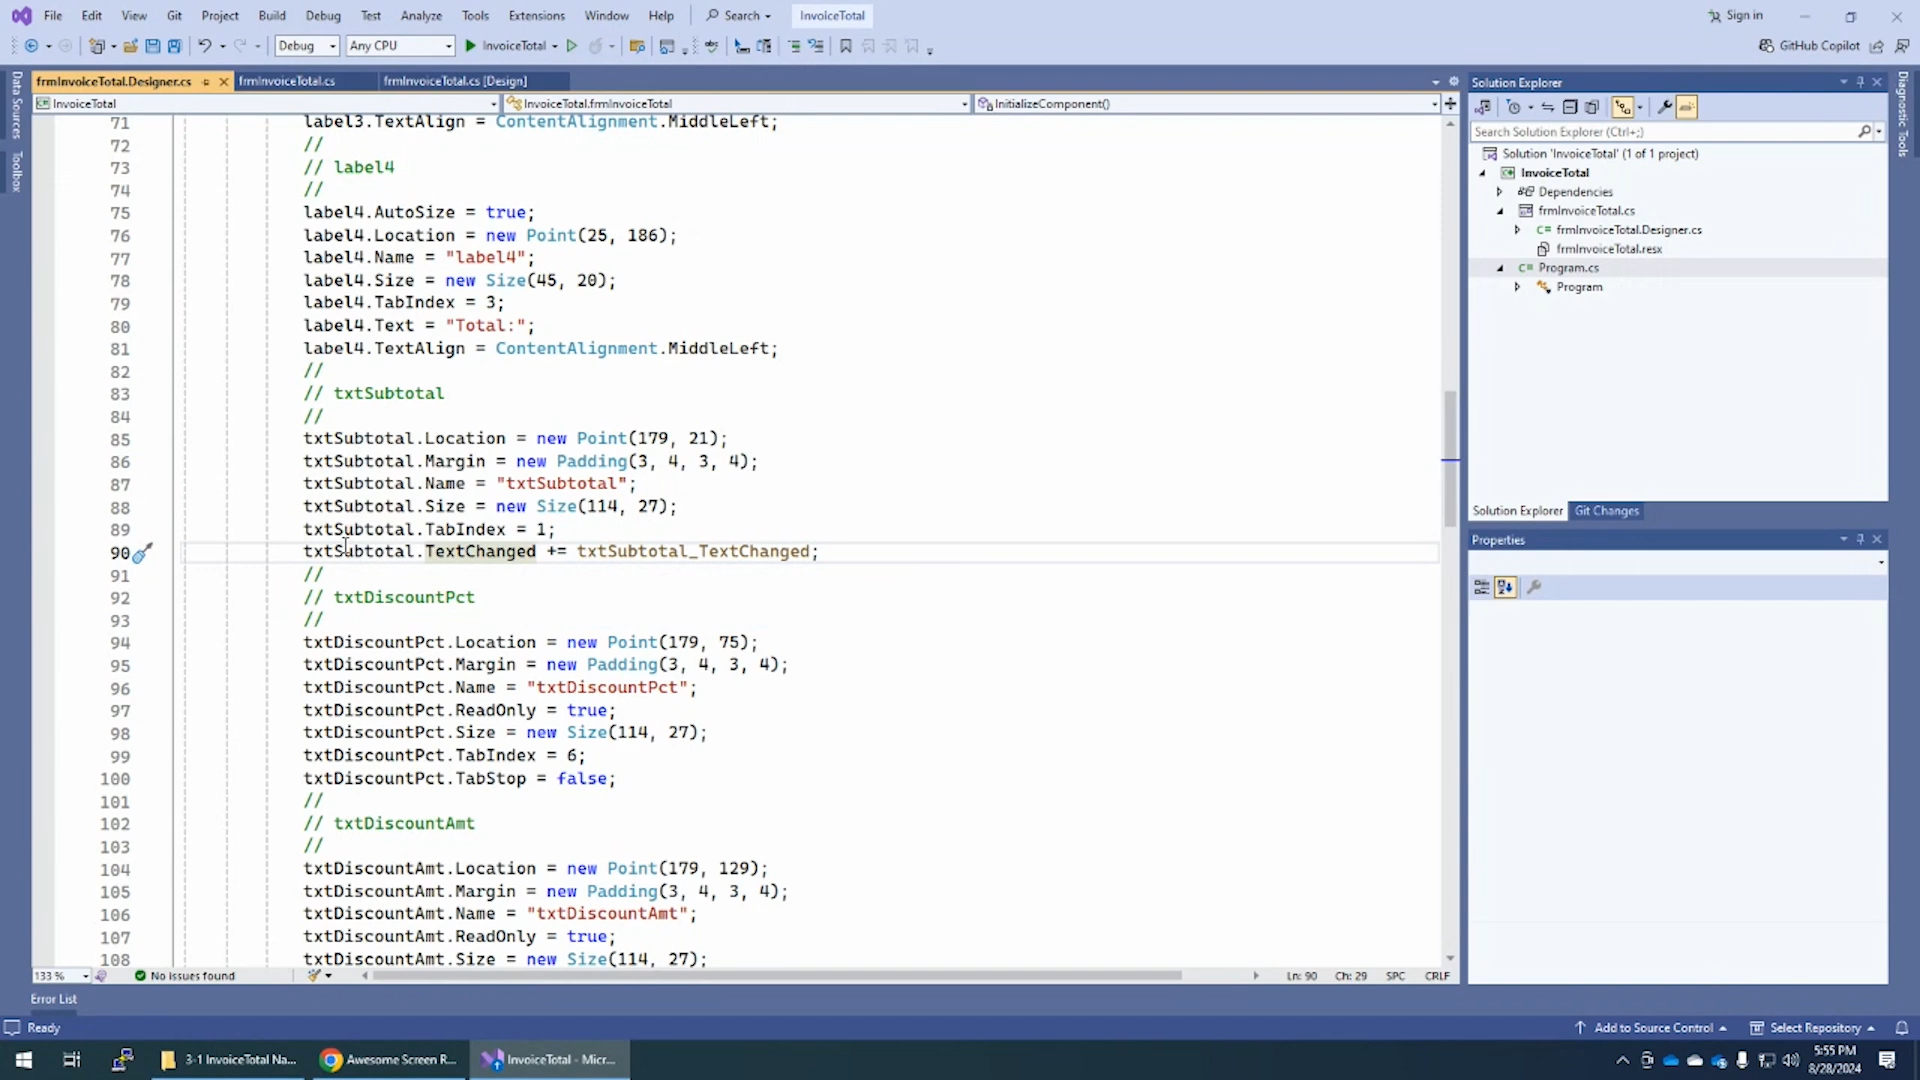 File Edit View Git Project Build Debug Test Analyze Tools Extensions Window Help Search InvoiceTotal Sign in
Debug Any CPU InvoiceTotal GitHub Copilot
frmInvoiceTotal.Designer.cs frmInvoiceTotal.cs frmInvoiceTotal.cs [Design]
InvoiceTotal InvoiceTotal.frmInvoiceTotal InitializeComponent()
Data Sources
Toolbox
71 label3.TextAlign = ContentAlignment.MiddleLeft;
72 //
73 // label4
74 //
75 label4.AutoSize = true;
76 label4.Location = new Point(25, 186);
77 label4.Name = "label4";
78 label4.Size = new Size(45, 20);
79 label4.TabIndex = 3;
80 label4.Text = "Total:";
81 label4.TextAlign = ContentAlignment.MiddleLeft;
82 //
83 // txtSubtotal
84 //
85 txtSubtotal.Location = new Point(179, 21);
86 txtSubtotal.Margin = new Padding(3, 4, 3, 4);
87 txtSubtotal.Name = "txtSubtotal";
88 txtSubtotal.Size = new Size(114, 27);
89 txtSubtotal.TabIndex = 1;
90 txtSubtotal.TextChanged += txtSubtotal_TextChanged;
91 //
92 // txtDiscountPct
93 //
94 txtDiscountPct.Location = new Point(179, 75);
95 txtDiscountPct.Margin = new Padding(3, 4, 3, 4);
96 txtDiscountPct.Name = "txtDiscountPct";
97 txtDiscountPct.ReadOnly = true;
98 txtDiscountPct.Size = new Size(114, 27);
99 txtDiscountPct.TabIndex = 6;
100 txtDiscountPct.TabStop = false;
101 //
102 // txtDiscountAmt
103 //
104 txtDiscountAmt.Location = new Point(179, 129);
105 txtDiscountAmt.Margin = new Padding(3, 4, 3, 4);
106 txtDiscountAmt.Name = "txtDiscountAmt";
107 txtDiscountAmt.ReadOnly = true;
108 txtDiscountAmt.Size = new Size(114, 27);
133 % No issues found Ln: 90 Ch: 29 SPC CRLF
Solution Explorer
Search Solution Explorer (Ctrl+;)
Solution 'InvoiceTotal' (1 of 1 project)
InvoiceTotal
Dependencies
frmInvoiceTotal.cs
C# frmInvoiceTotal.Designer.cs
frmInvoiceTotal.resx
C# Program.cs
Program
Solution Explorer Git Changes
Properties
Diagnostic Tools
Error List
Ready Add to Source Control Select Repository
3-1 InvoiceTotal Na... Awesome Screen R... InvoiceTotal - Micr... 5:55 PM
8/28/2024